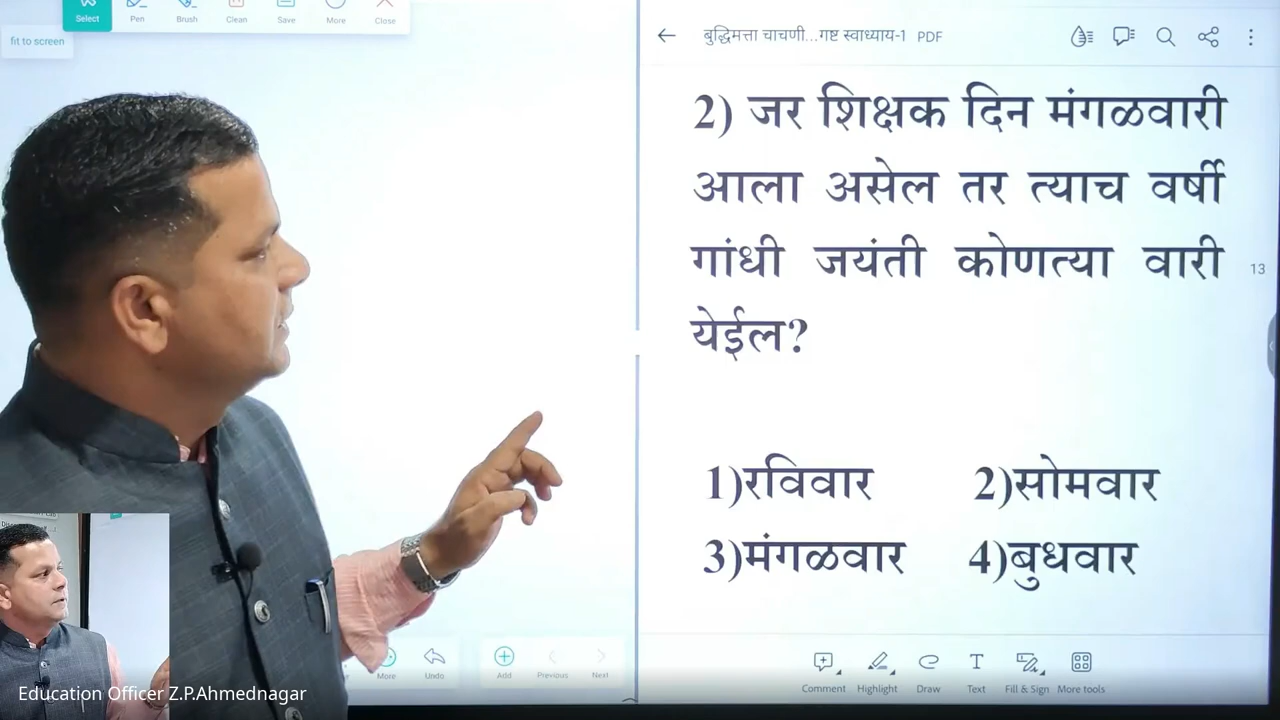 Select Pen Brush Clean Save More Close
fit to screen
बुद्धिमत्ता चाचणी...गष्ट स्वाध्याय-1 PDF
2) जर शिक्षक दिन मंगळवारी
आला असेल तर त्याच वर्षी
गांधी जयंती कोणत्या वारी
येईल?
13
1)रविवार 2)सोमवार
3)मंगळवार 4)बुधवार
More Undo Add Previous Next
Comment Highlight Draw Text Fill & Sign More tools
Education Officer Z.P.Ahmednagar